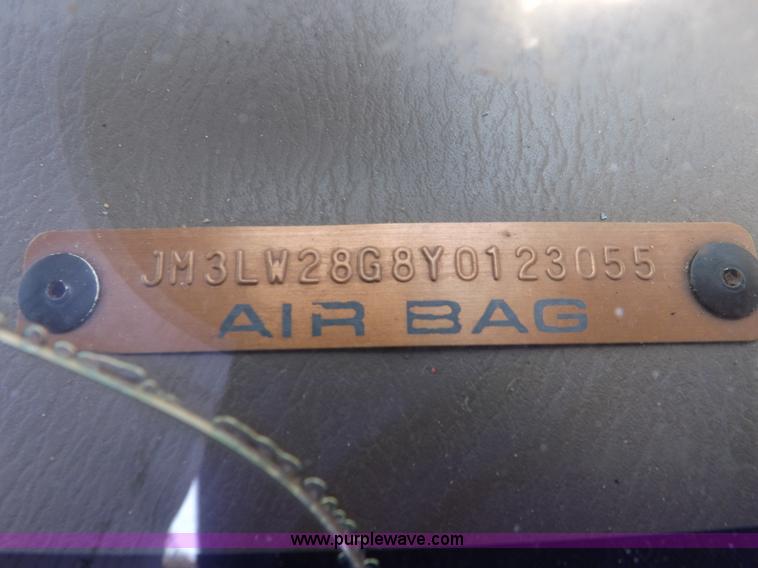 JM3LW28G8Y0123055
AIR BAG
www.purplewave.com